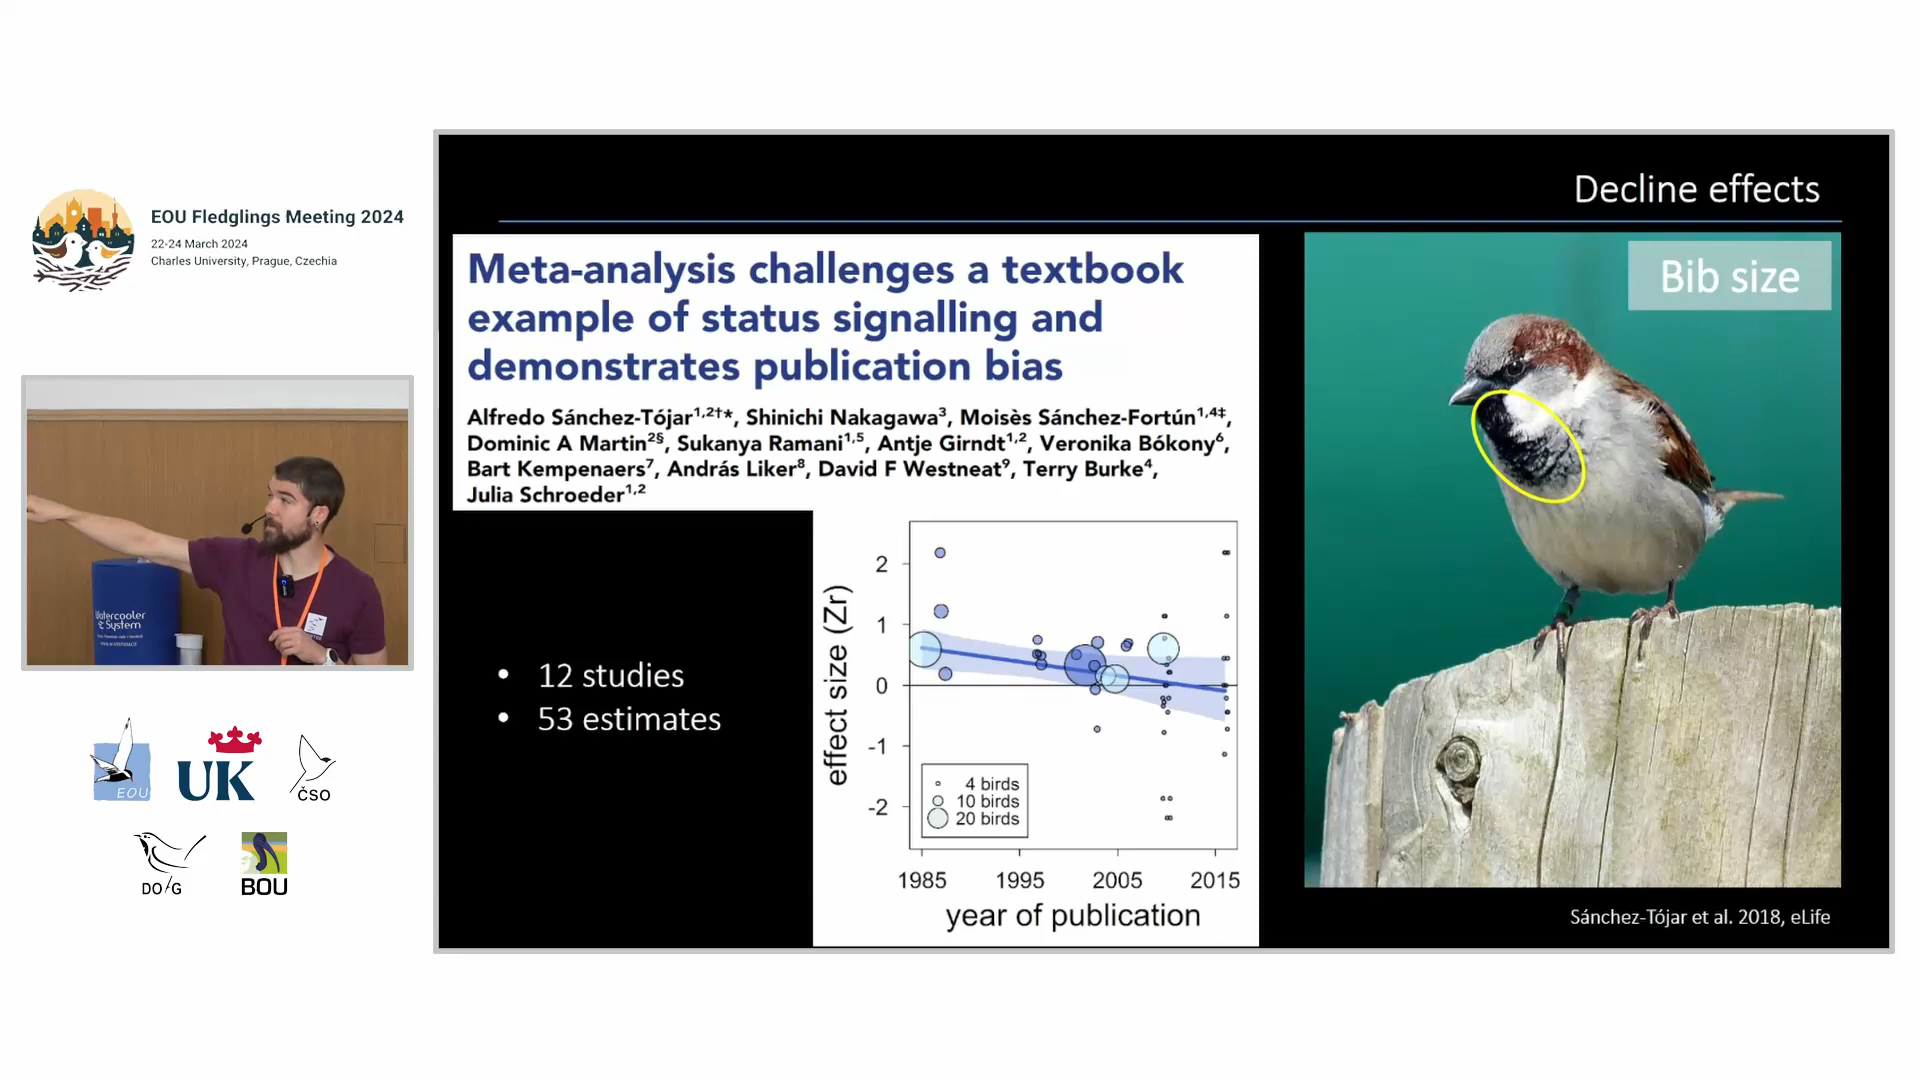 EOU Fledglings Meeting 2024
22-24 March 2024
Charles University, Prague, Czechia
Watercooler
System
EOU
UK
ČSO
DO/G
BOU
Decline effects
Meta-analysis challenges a textbook
example of status signalling and
demonstrates publication bias
Alfredo Sánchez-Tójar1,2†*, Shinichi Nakagawa3, Moisès Sánchez-Fortún1,4‡,
Dominic A Martin2§, Sukanya Ramani1,5, Antje Girndt1,2, Veronika Bókony6,
Bart Kempenaers7, András Liker8, David F Westneat9, Terry Burke4,
Julia Schroeder1,2
• 12 studies
• 53 estimates
effect size (Zr)
2
1
0
-1
-2
4 birds
10 birds
20 birds
1985 1995 2005 2015
year of publication
Bib size
Sánchez-Tójar et al. 2018, eLife